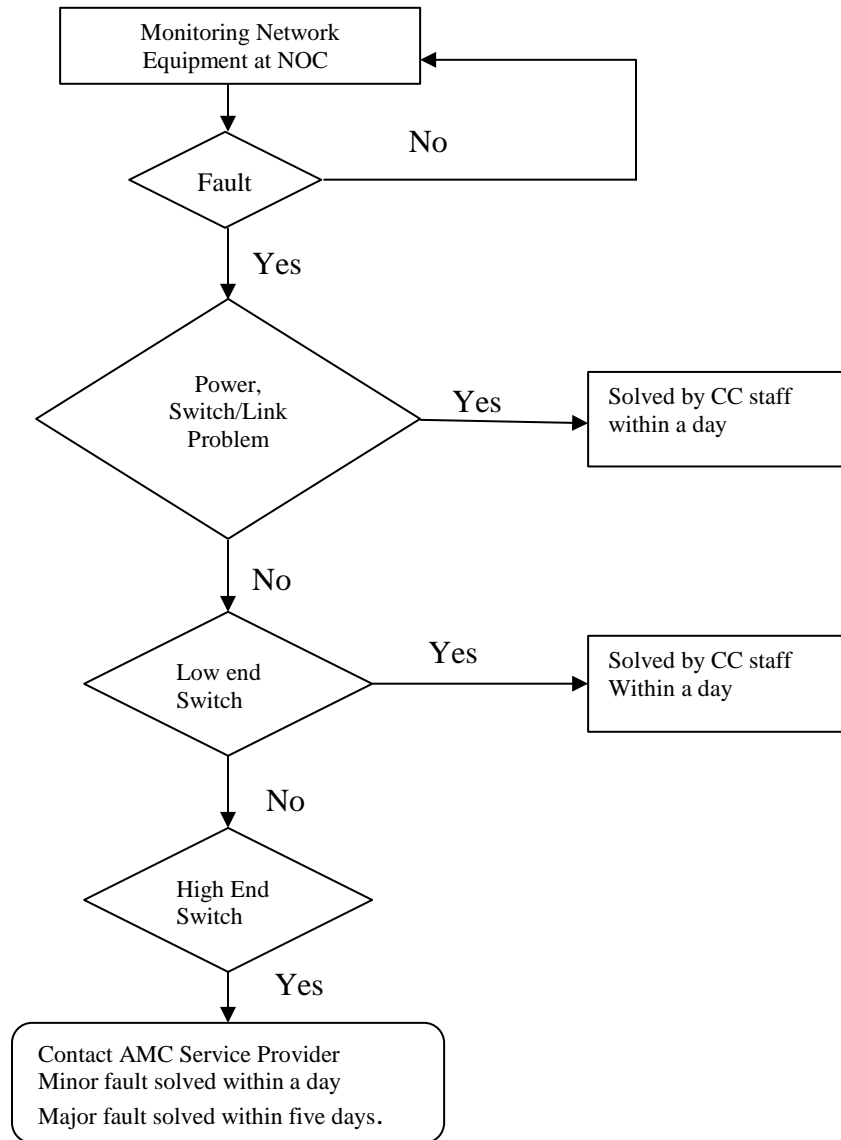 Monitoring Network
Equipment at NOC
No
Fault
Yes
Power,
Switch/Link
Problem
Yes
Solved by CC staff
within a day
No
Low end
Switch
Yes
Solved by CC staff
Within a day
No
High End
Switch
Yes
Contact AMC Service Provider
Minor fault solved within a day
Major fault solved within five days.